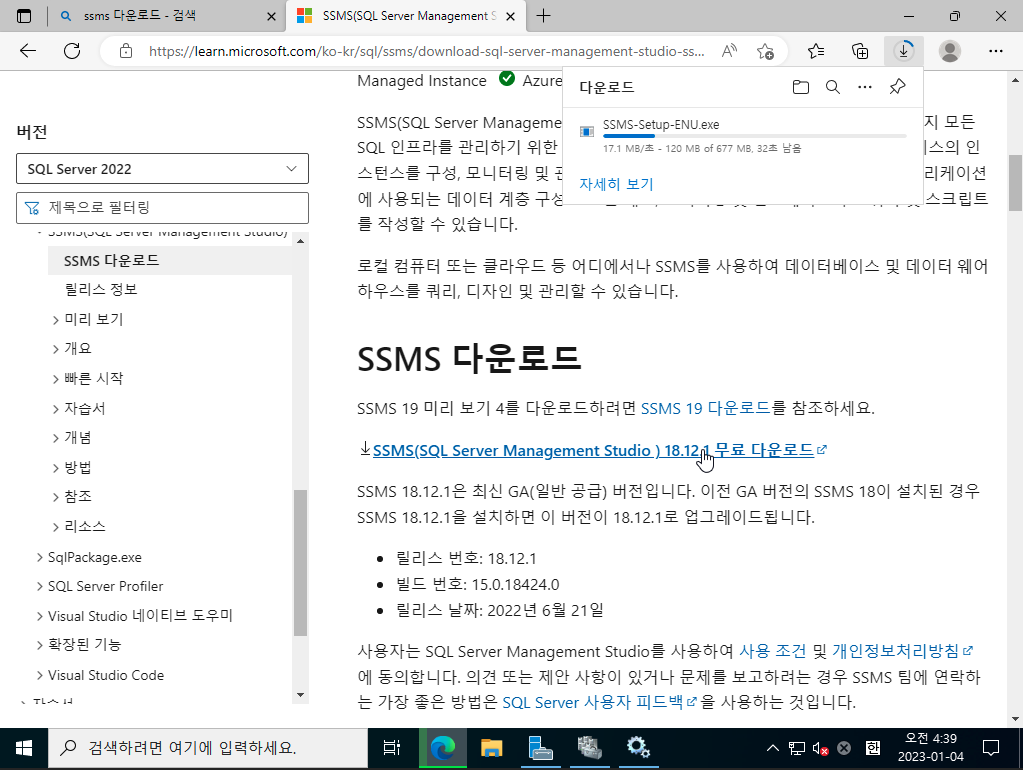 ssms 다운로드 - 검색
SSMS(SQL Server Management S
https://learn.microsoft.com/ko-kr/sql/ssms/download-sql-server-management-studio-ss...
다운로드
SSMS-Setup-ENU.exe
17.1 MB/초 - 120 MB of 677 MB, 32초 남음
자세히 보기
버전
SQL Server 2022
제목으로 필터링
SSMS(SQL Server Management Studio)
SSMS 다운로드
릴리스 정보
미리 보기
개요
빠른 시작
자습서
개념
방법
참조
리소스
SqlPackage.exe
SQL Server Profiler
Visual Studio 네이티브 도우미
확장된 기능
Visual Studio Code
자습서
Managed Instance Azure
SSMS(SQL Server Manageme 지 모든
SQL 인프라를 관리하기 위한 스의 인
스턴스를 구성, 모니터링 및 관 리케이션
에 사용되는 데이터 계층 구성 스크립트
를 작성할 수 있습니다.
로컬 컴퓨터 또는 클라우드 등 어디에서나 SSMS를 사용하여 데이터베이스 및 데이터 웨어
하우스를 쿼리, 디자인 및 관리할 수 있습니다.
SSMS 다운로드
SSMS 19 미리 보기 4를 다운로드하려면 SSMS 19 다운로드를 참조하세요.
SSMS(SQL Server Management Studio ) 18.12.1 무료 다운로드
SSMS 18.12.1은 최신 GA(일반 공급) 버전입니다. 이전 GA 버전의 SSMS 18이 설치된 경우
SSMS 18.12.1을 설치하면 이 버전이 18.12.1로 업그레이드됩니다.
• 릴리스 번호: 18.12.1
• 빌드 번호: 15.0.18424.0
• 릴리스 날짜: 2022년 6월 21일
사용자는 SQL Server Management Studio를 사용하여 사용 조건 및 개인정보처리방침
에 동의합니다. 의견 또는 제안 사항이 있거나 문제를 보고하려는 경우 SSMS 팀에 연락하
는 가장 좋은 방법은 SQL Server 사용자 피드백 을 사용하는 것입니다.
검색하려면 여기에 입력하세요.
한
오전 4:39
2023-01-04